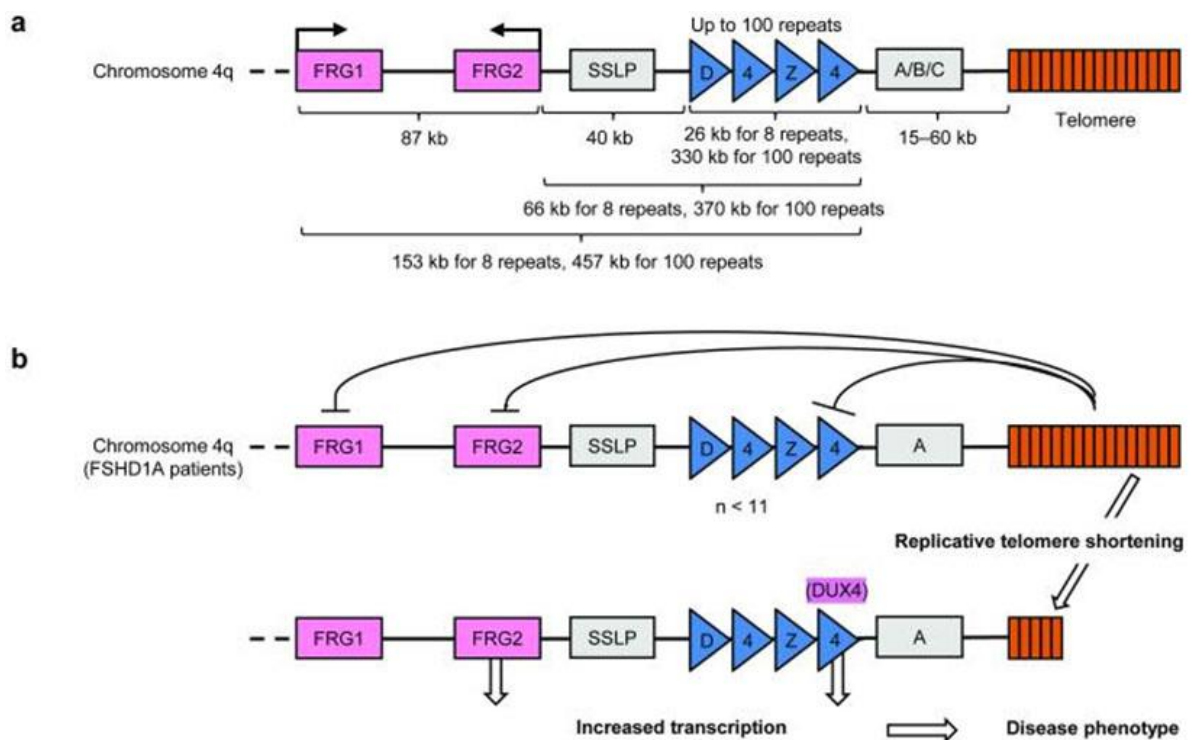 a
Up to 100 repeats
Chromosome 4q
FRG1
FRG2
SSLP
D 4 Z 4
A/B/C
Telomere
87 kb
40 kb
26 kb for 8 repeats,
330 kb for 100 repeats
15–60 kb
66 kb for 8 repeats, 370 kb for 100 repeats
153 kb for 8 repeats, 457 kb for 100 repeats
b
Chromosome 4q
(FSHD1A patients)
FRG1
FRG2
SSLP
D 4 Z 4
A
n < 11
Replicative telomere shortening
(DUX4)
FRG1
FRG2
SSLP
D 4 Z 4
A
Increased transcription
Disease phenotype